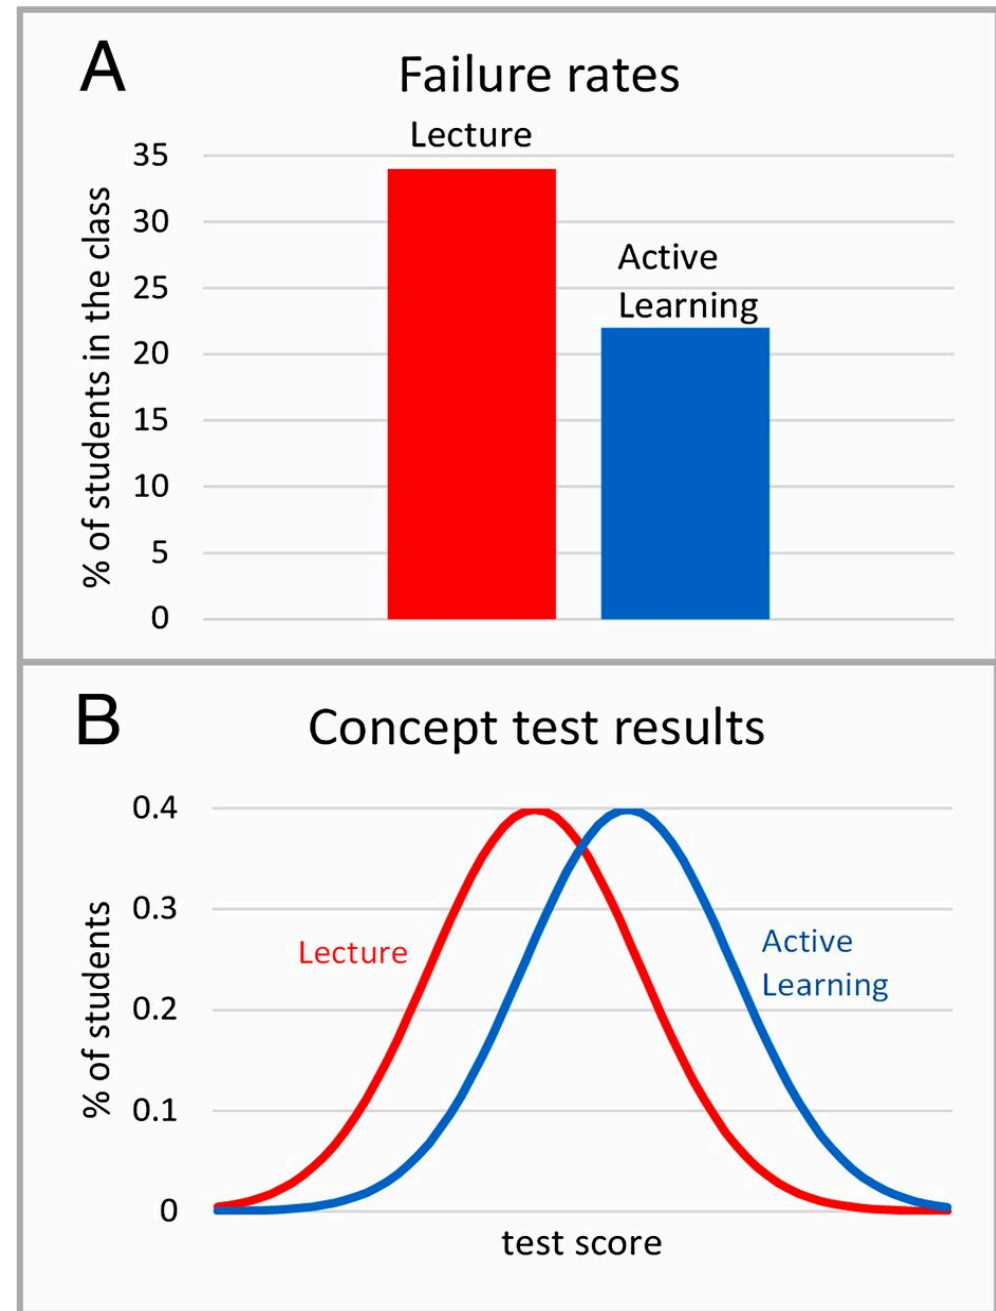 A
Failure rates
Lecture
Active
Learning
% of students in the class
35
30
25
20
15
10
5
0
B
Concept test results
0.4
0.3
0.2
0.1
0
% of students
Lecture
Active
Learning
test score